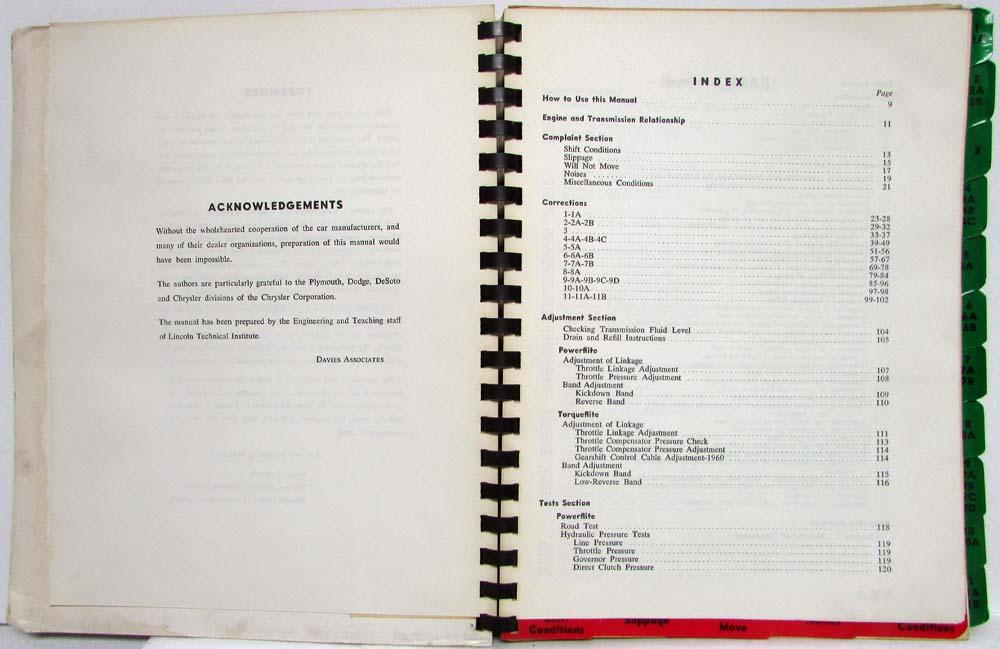 ACKNOWLEDGEMENTS
Without the wholehearted cooperation of the car manufacturers, and
many of their dealer organizations, preparation of this manual would
have been impossible.
The authors are particularly grateful to the Plymouth, Dodge, DeSoto
and Chrysler divisions of the Chrysler Corporation.
The manual has been prepared by the Engineering and Teaching staff
of Lincoln Technical Institute.
DAVIES ASSOCIATES
INDEX
Page
How to Use this Manual 9
Engine and Transmission Relationship 11
Complaint Section
Shift Conditions 13
Slippage 15
Will Not Move 17
Noises 19
Miscellaneous Conditions 21
Corrections
1-1A 23-28
2-2A-2B 29-32
3 33-37
4-4A-4B-4C 39-49
5-5A 51-56
6-6A-6B 57-67
7-7A-7B 69-78
8-8A 79-84
9-9A-9B-9C-9D 85-96
10-10A 97-98
11-11A-11B 99-102
Adjustment Section
Checking Transmission Fluid Level 104
Drain and Refill Instructions 105
Powerflite
Adjustment of Linkage
Throttle Linkage Adjustment 107
Throttle Pressure Adjustment 108
Band Adjustment
Kickdown Band 109
Reverse Band 110
Torqueflite
Adjustment of Linkage
Throttle Linkage Adjustment 111
Throttle Compensator Pressure Check 113
Throttle Compensator Pressure Adjustment 114
Gearshift Control Cable Adjustment-1960 114
Band Adjustment
Kickdown Band 115
Low-Reverse Band 116
Tests Section
Powerflite
Road Test 118
Hydraulic Pressure Tests
Line Pressure 119
Throttle Pressure 119
Governor Pressure 119
Direct Clutch Pressure 120
2
2A
2B
3
Shift Slippage Noises
Conditions Move Conditions